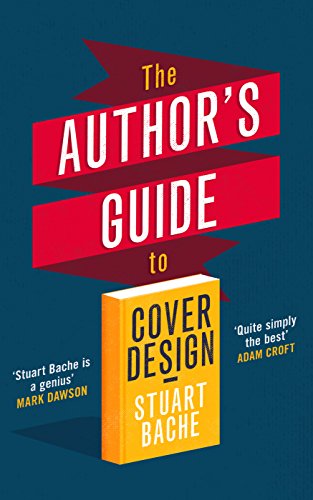 The
AUTHOR'S
GUIDE
to
COVER
DESIGN
STUART
BACHE
'Stuart Bache is
a genius'
MARK DAWSON
'Quite simply
the best'
ADAM CROFT